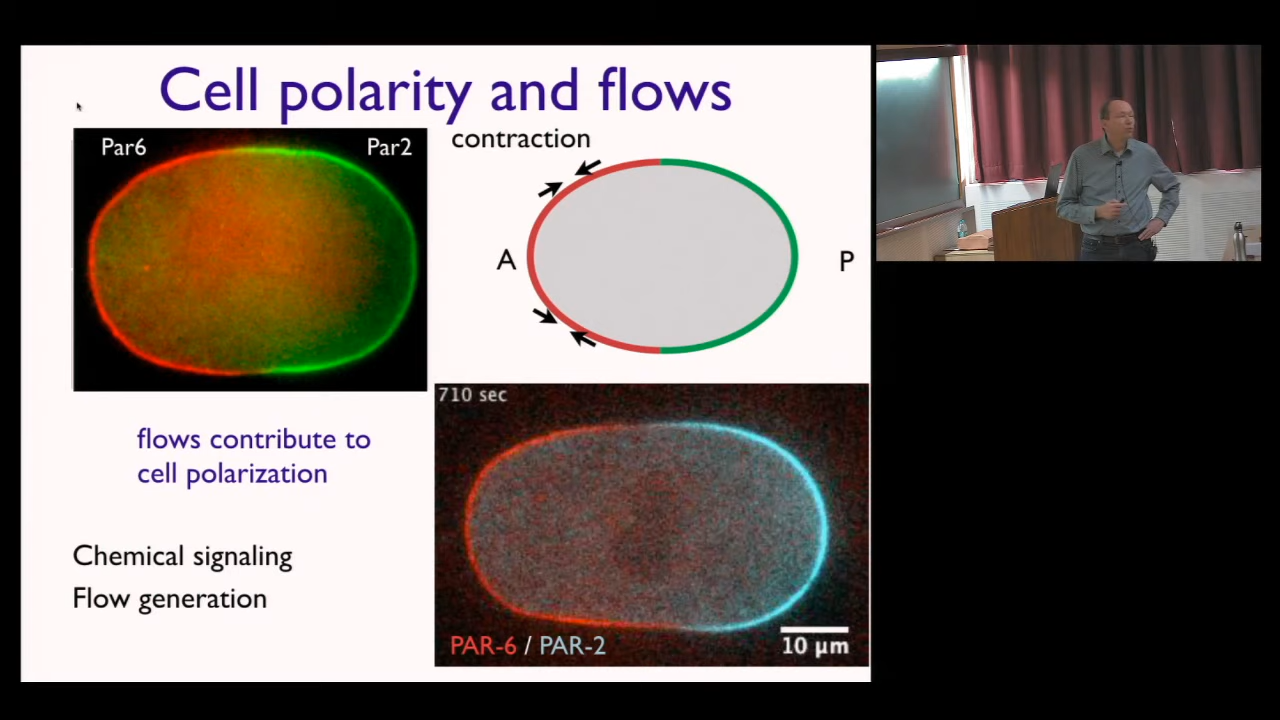 Cell polarity and flows
Par6
Par2
contraction
A
P
flows contribute to
cell polarization
Chemical signaling
Flow generation
710 sec
PAR-6 / PAR-2
10 μm